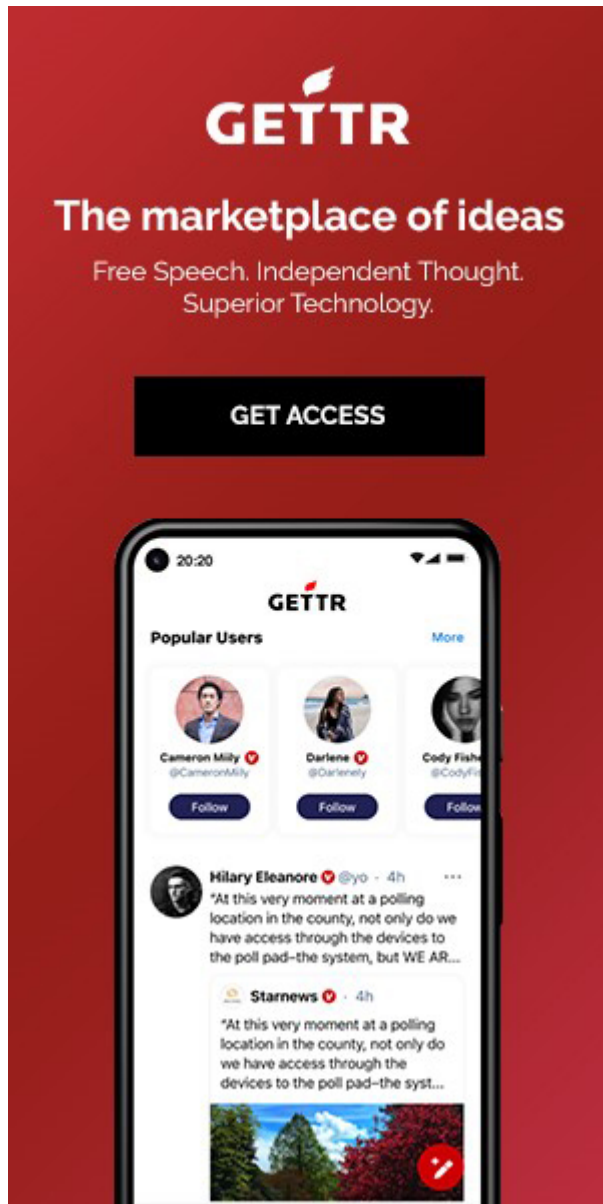 GETTR
The marketplace of ideas
Free Speech. Independent Thought.
Superior Technology.
GET ACCESS
20:20
GETTR
Popular Users
More
Cameron Miily
@CameronMiily
Follow
Darlene
@Darlenely
Follow
Cody Fishe
@CodyFis
Follow
Hilary Eleanore @yo · 4h ...
"At this very moment at a polling
location in the county, not only do we
have access through the devices to
the poll pad–the system, but WE AR...
Starnews · 4h
"At this very moment at a polling
location in the county, not only do
we have access through the
devices to the poll pad–the syst...